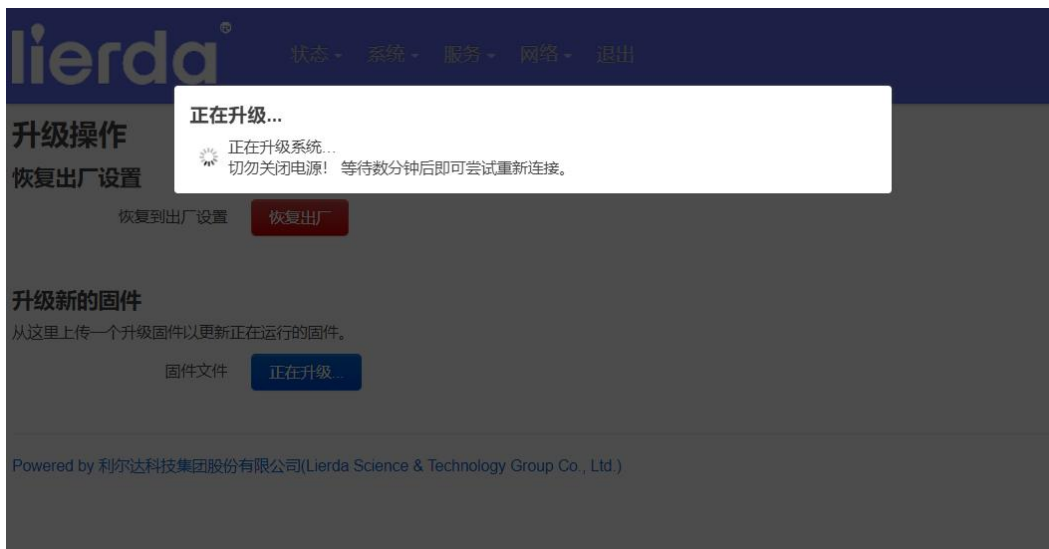 lierda®
状态 系统 服务 网络 退出
正在升级...
正在升级系统...
切勿关闭电源! 等待数分钟后即可尝试重新连接。
升级操作
恢复出厂设置
恢复到出厂设置 恢复出厂
升级新的固件
从这里上传一个升级固件以更新正在运行的固件。
固件文件 正在升级...
Powered by 利尔达科技集团股份有限公司(Lierda Science & Technology Group Co., Ltd.)